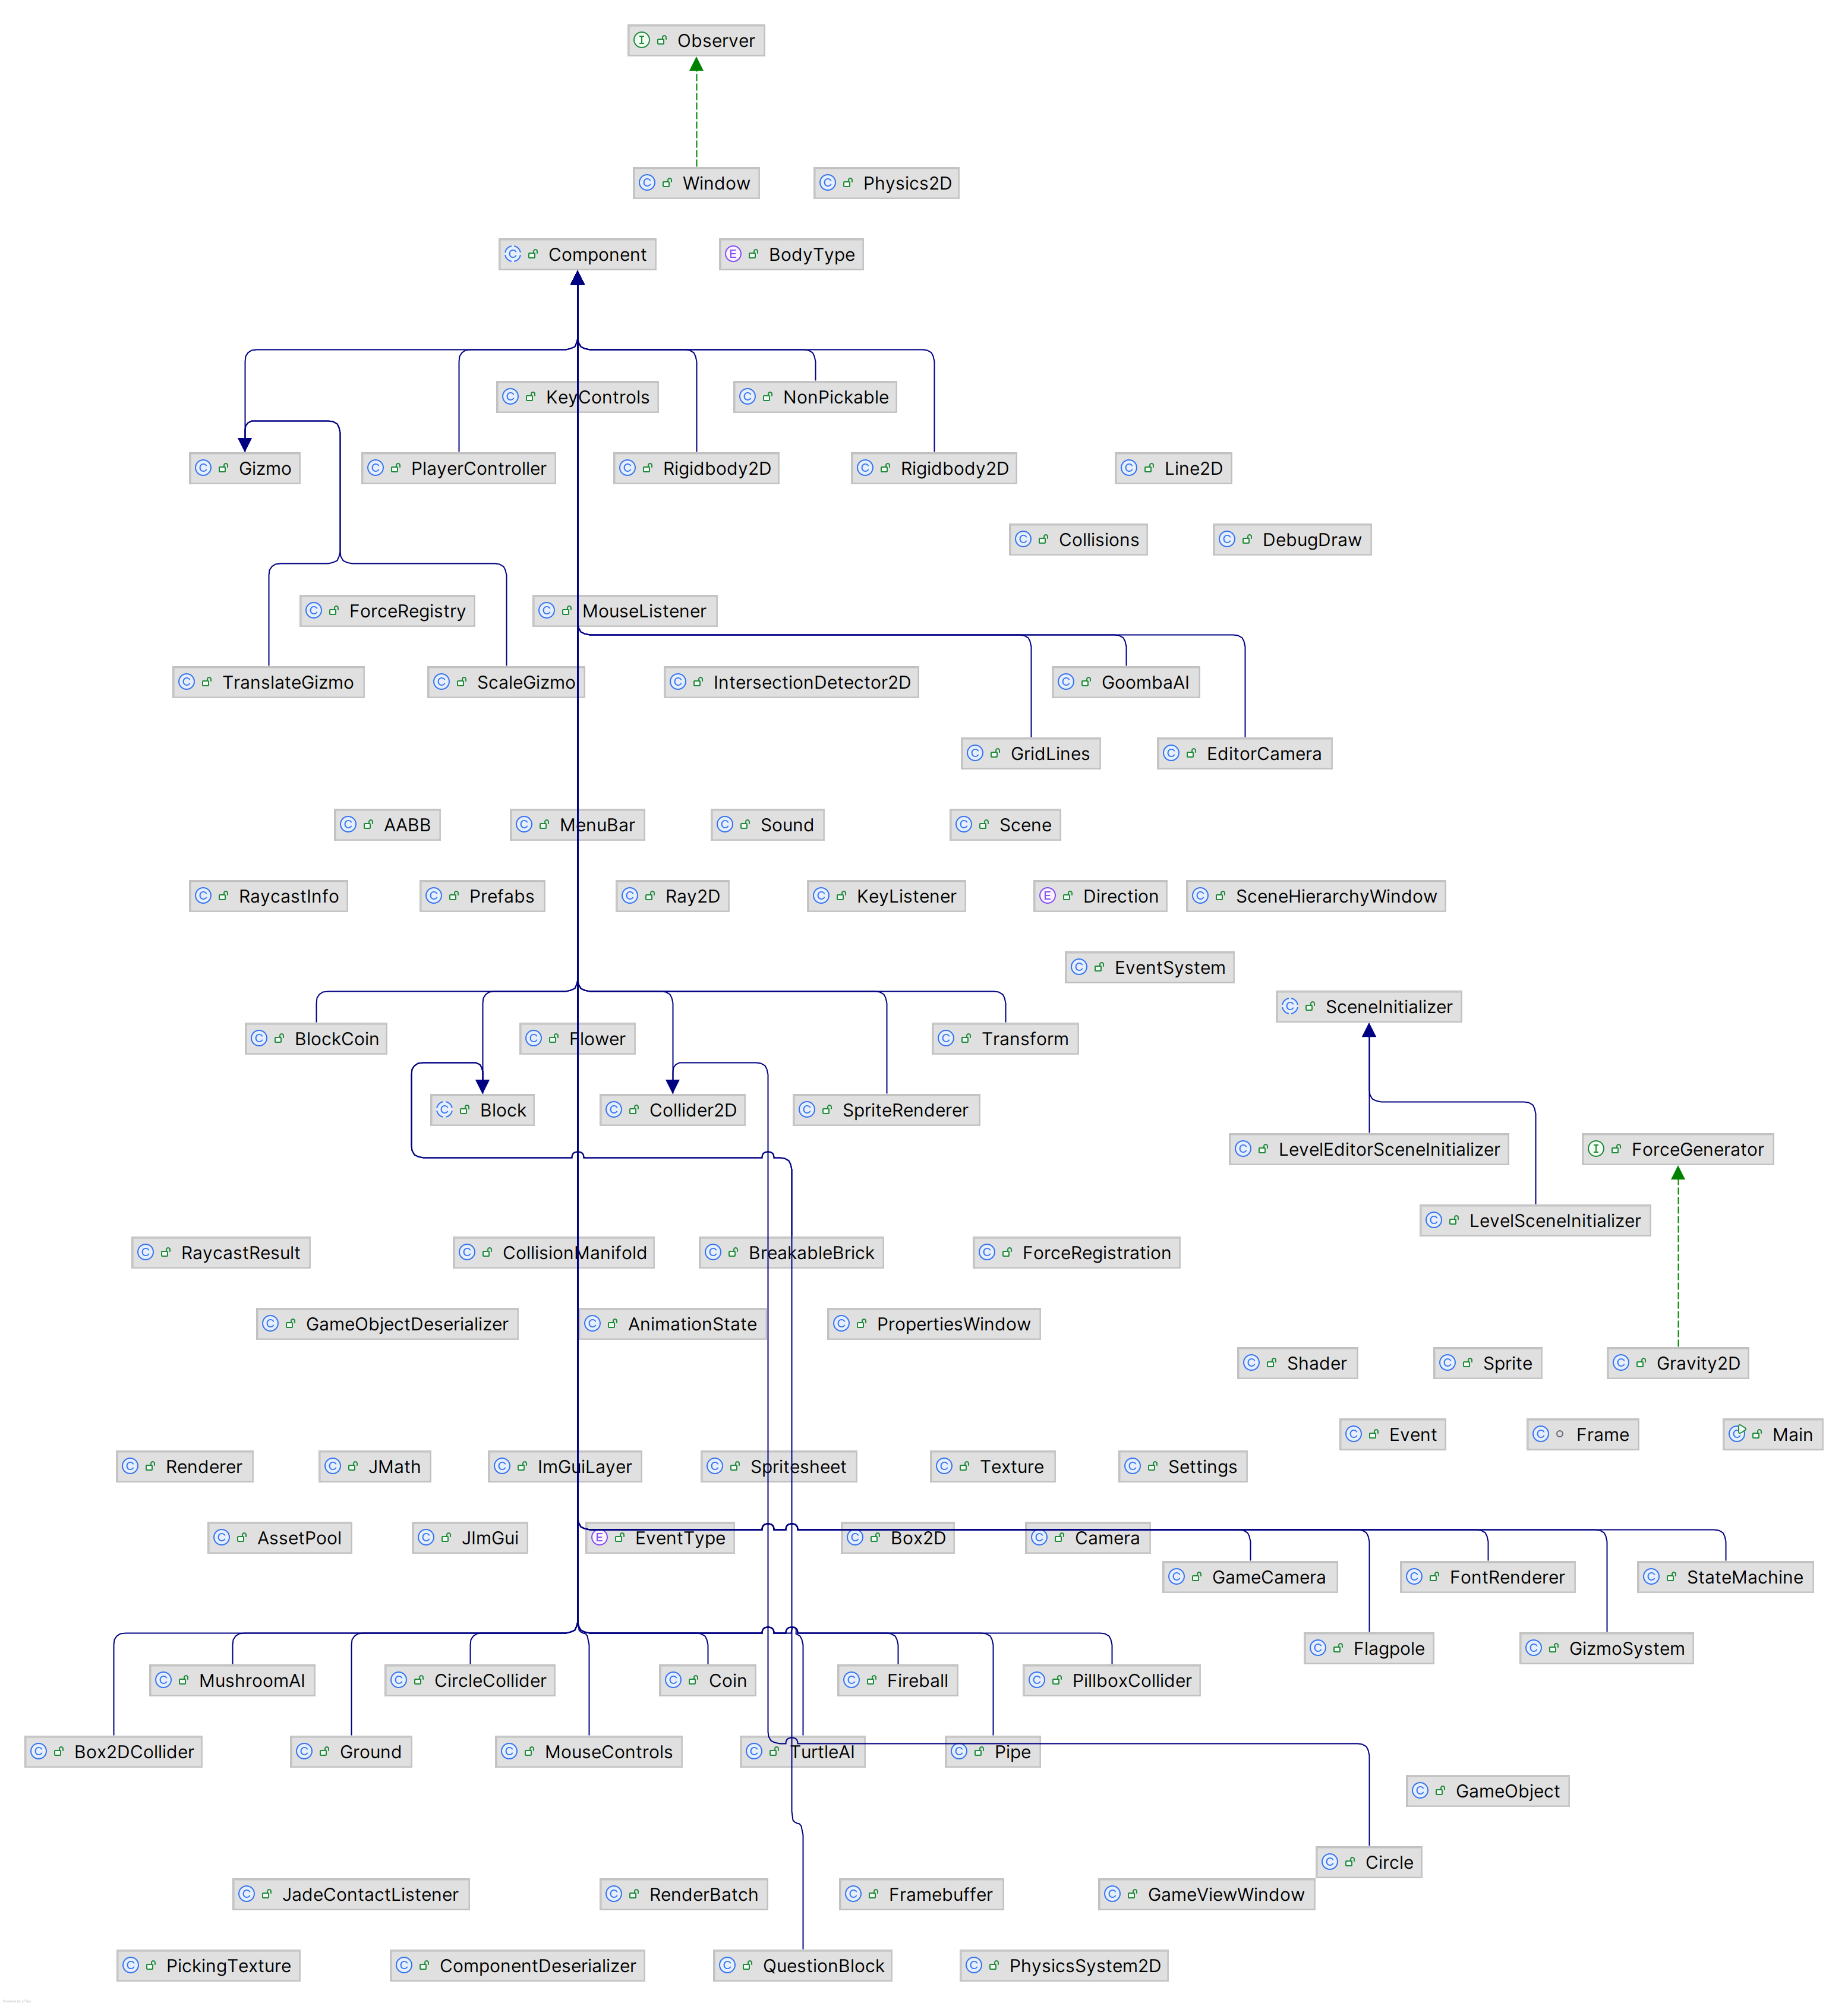 Observer
Window
Physics2D
Component
BodyType
KeyControls
NonPickable
Gizmo
PlayerController
Rigidbody2D
Rigidbody2D
Line2D
Collisions
DebugDraw
ForceRegistry
MouseListener
TranslateGizmo
ScaleGizmo
IntersectionDetector2D
GoombaAI
GridLines
EditorCamera
AABB
MenuBar
Sound
Scene
RaycastInfo
Prefabs
Ray2D
KeyListener
Direction
SceneHierarchyWindow
EventSystem
SceneInitializer
BlockCoin
Flower
Transform
Block
Collider2D
SpriteRenderer
LevelEditorSceneInitializer
ForceGenerator
LevelSceneInitializer
RaycastResult
CollisionManifold
BreakableBrick
ForceRegistration
GameObjectDeserializer
AnimationState
PropertiesWindow
Shader
Sprite
Gravity2D
Event
Frame
Main
Renderer
JMath
ImGuiLayer
Spritesheet
Texture
Settings
AssetPool
JImGui
EventType
Box2D
Camera
GameCamera
FontRenderer
StateMachine
Flagpole
GizmoSystem
MushroomAI
CircleCollider
Coin
Fireball
PillboxCollider
Box2DCollider
Ground
MouseControls
TurtleAI
Pipe
GameObject
Circle
JadeContactListener
RenderBatch
Framebuffer
GameViewWindow
PickingTexture
ComponentDeserializer
QuestionBlock
PhysicsSystem2D